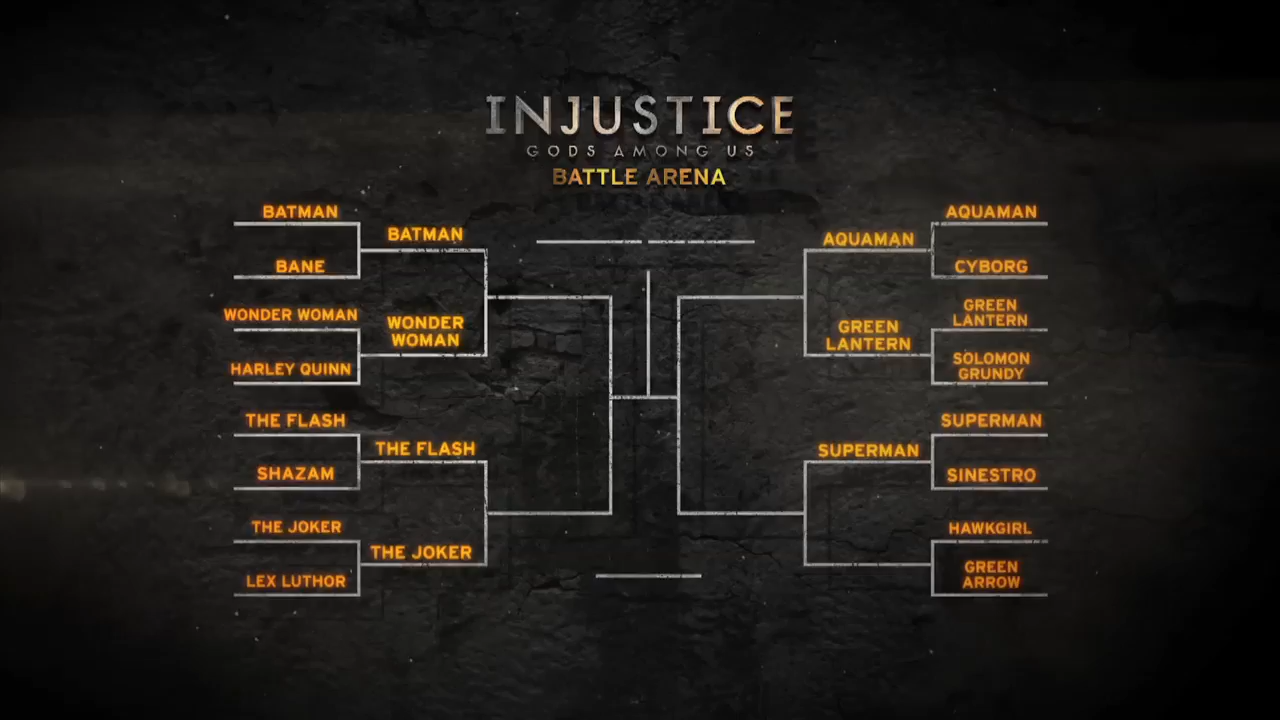 INJUSTICE
GODS AMONG US
BATTLE ARENA
BATMAN
BANE
WONDER WOMAN
HARLEY QUINN
THE FLASH
SHAZAM
THE JOKER
LEX LUTHOR
BATMAN
WONDER
WOMAN
THE FLASH
THE JOKER
AQUAMAN
GREEN
LANTERN
SUPERMAN
AQUAMAN
CYBORG
GREEN
LANTERN
SOLOMON
GRUNDY
SUPERMAN
SINESTRO
HAWKGIRL
GREEN
ARROW